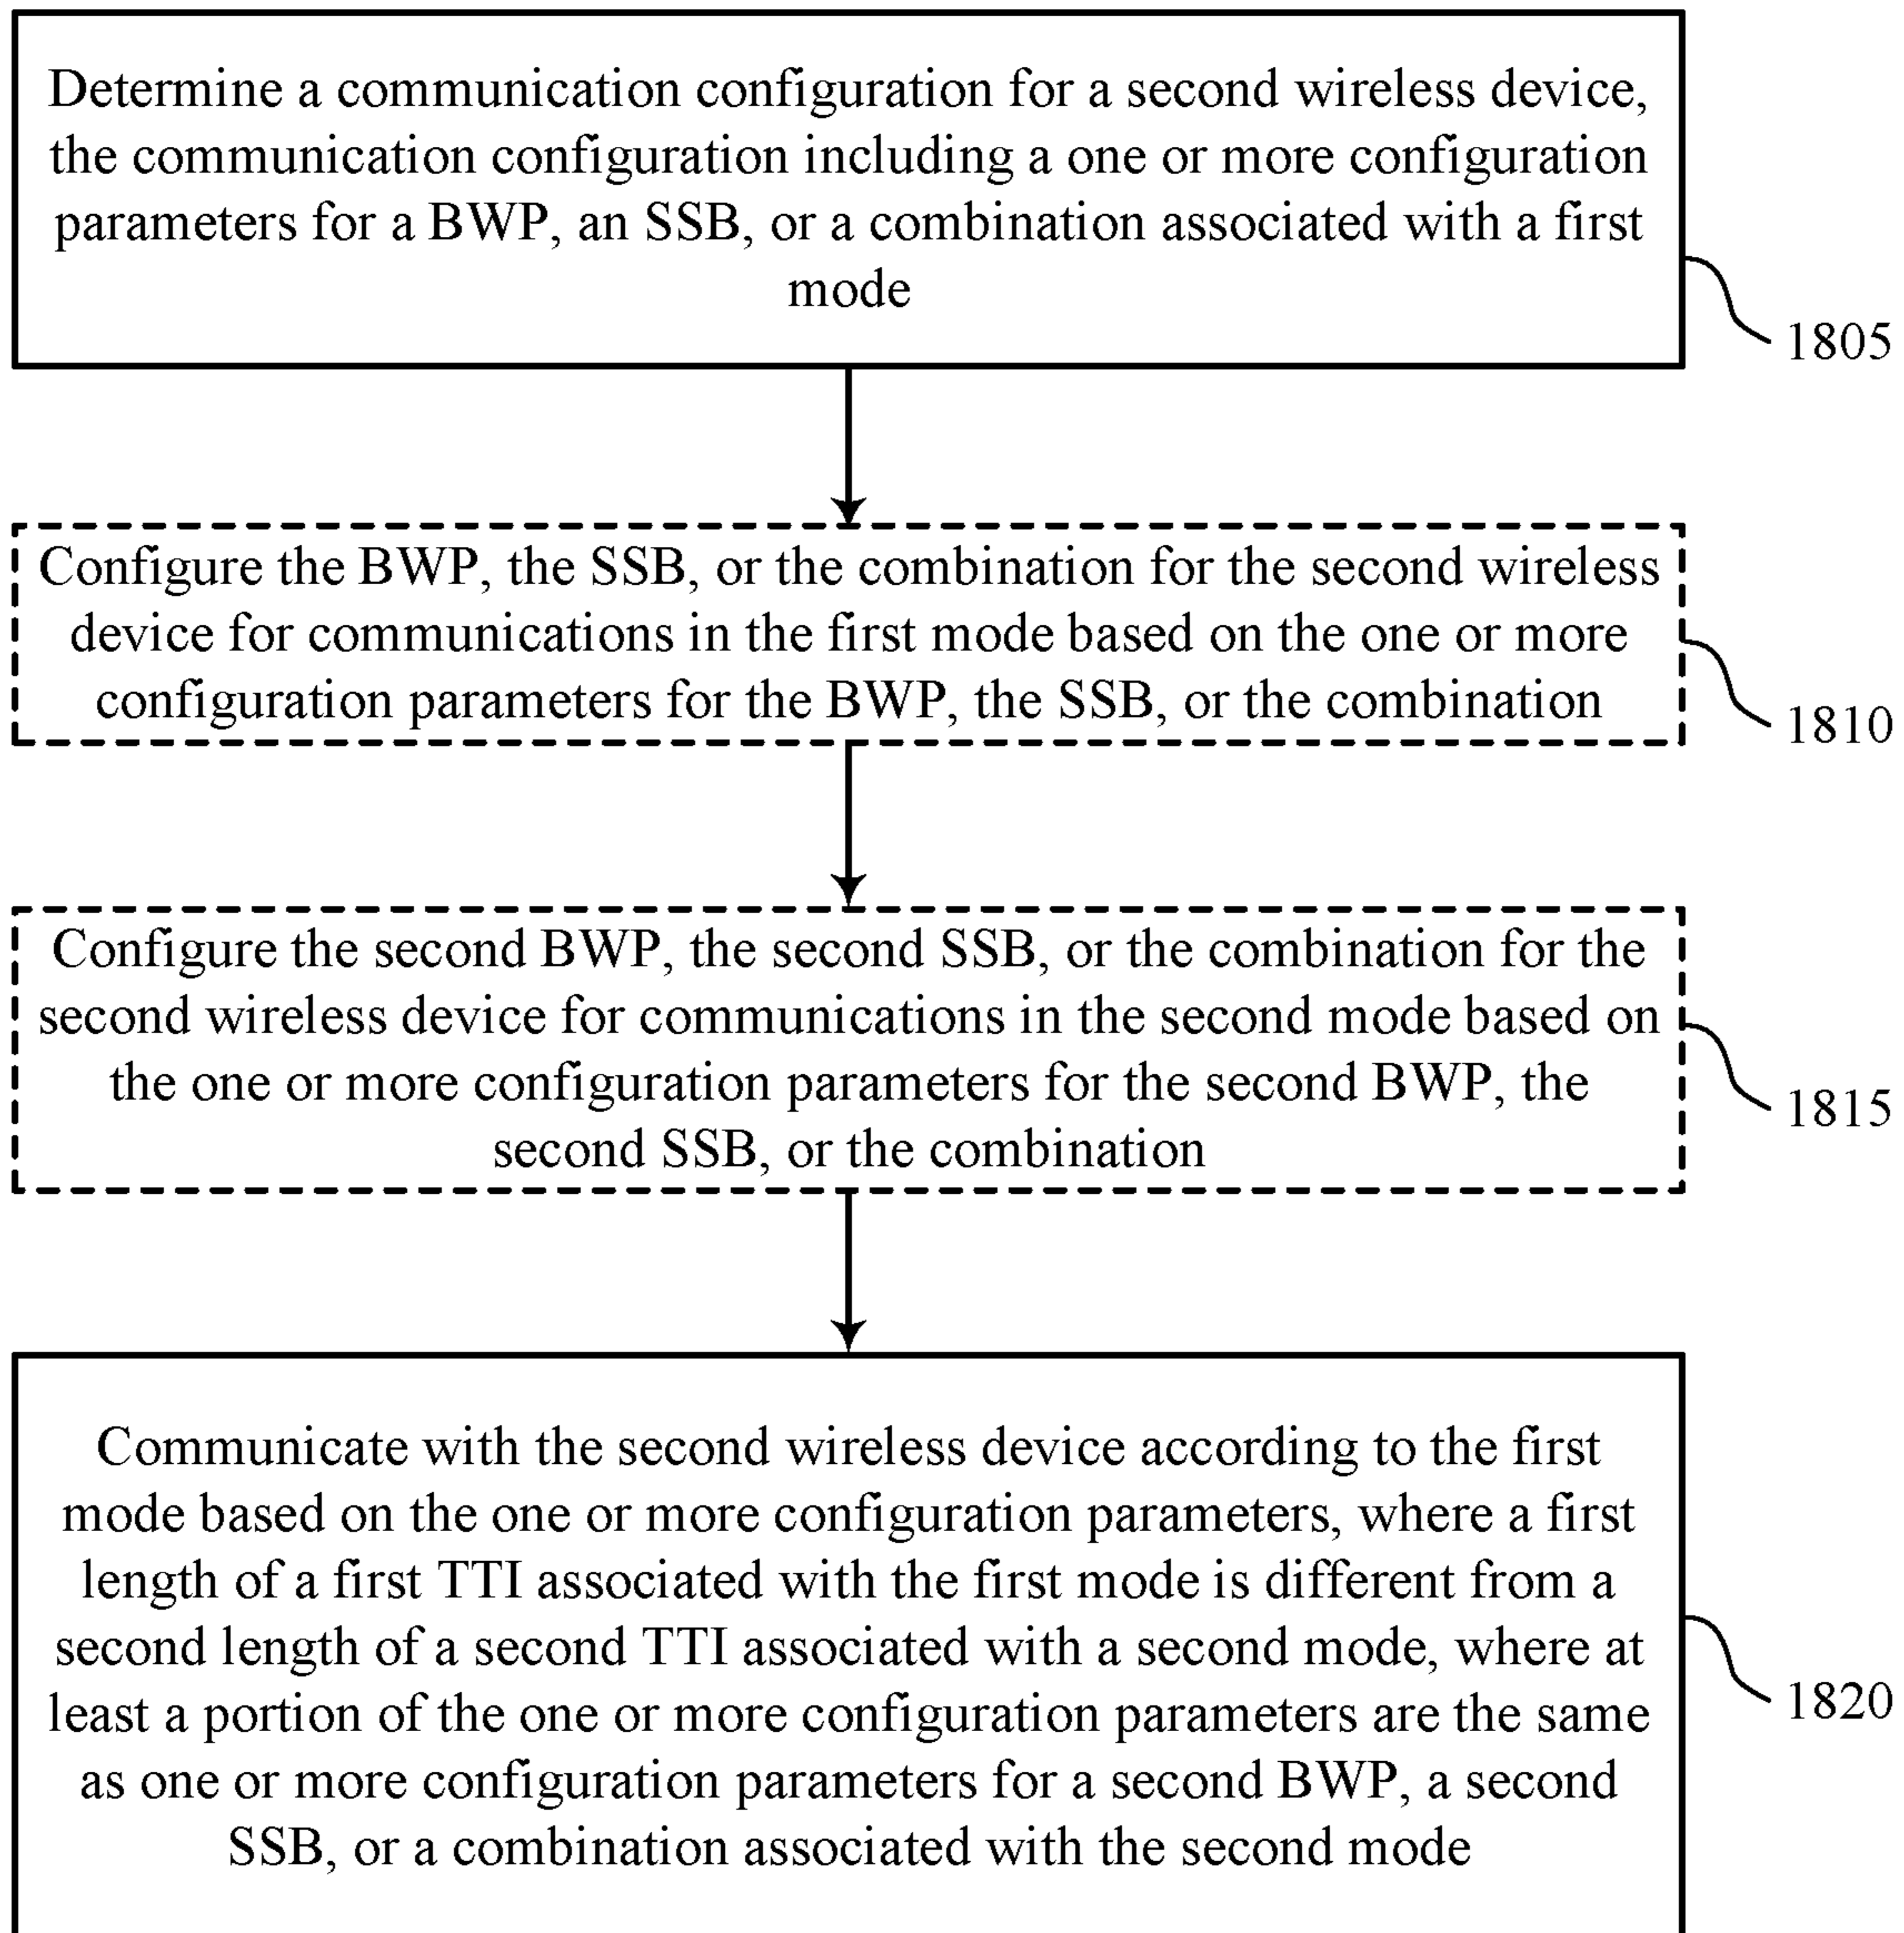 Determine a communication configuration for a second wireless device,
the communication configuration including a one or more configuration
parameters for a BWP, an SSB, or a combination associated with a first
mode
1805
Configure the BWP, the SSB, or the combination for the second wireless
device for communications in the first mode based on the one or more
configuration parameters for the BWP, the SSB, or the combination
1810
Configure the second BWP, the second SSB, or the combination for the
second wireless device for communications in the second mode based on
the one or more configuration parameters for the second BWP, the
second SSB, or the combination
1815
Communicate with the second wireless device according to the first
mode based on the one or more configuration parameters, where a first
length of a first TTI associated with the first mode is different from a
second length of a second TTI associated with a second mode, where at
least a portion of the one or more configuration parameters are the same
as one or more configuration parameters for a second BWP, a second
SSB, or a combination associated with the second mode
1820